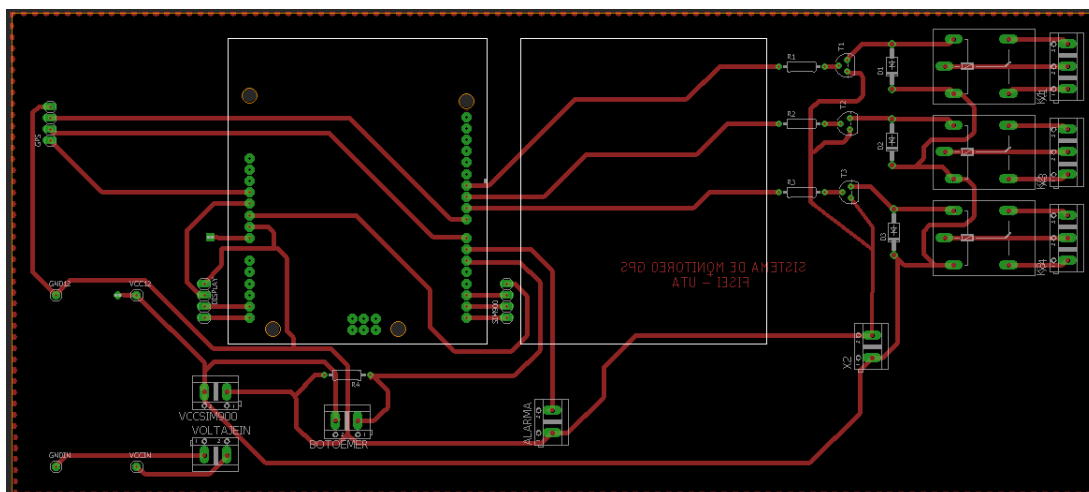 R1
T1
D1
R2
T2
D2
R3
T3
D3
GPS
SISTEMA DE MONITOREO GPS
FISEI - UTA
GND12
VCC12
DISPLAY
SIM900
X2
R4
VCCSIM900
VOLTAJEIN
BOTOEMER
ALARMA
GNDIN
VCCIN